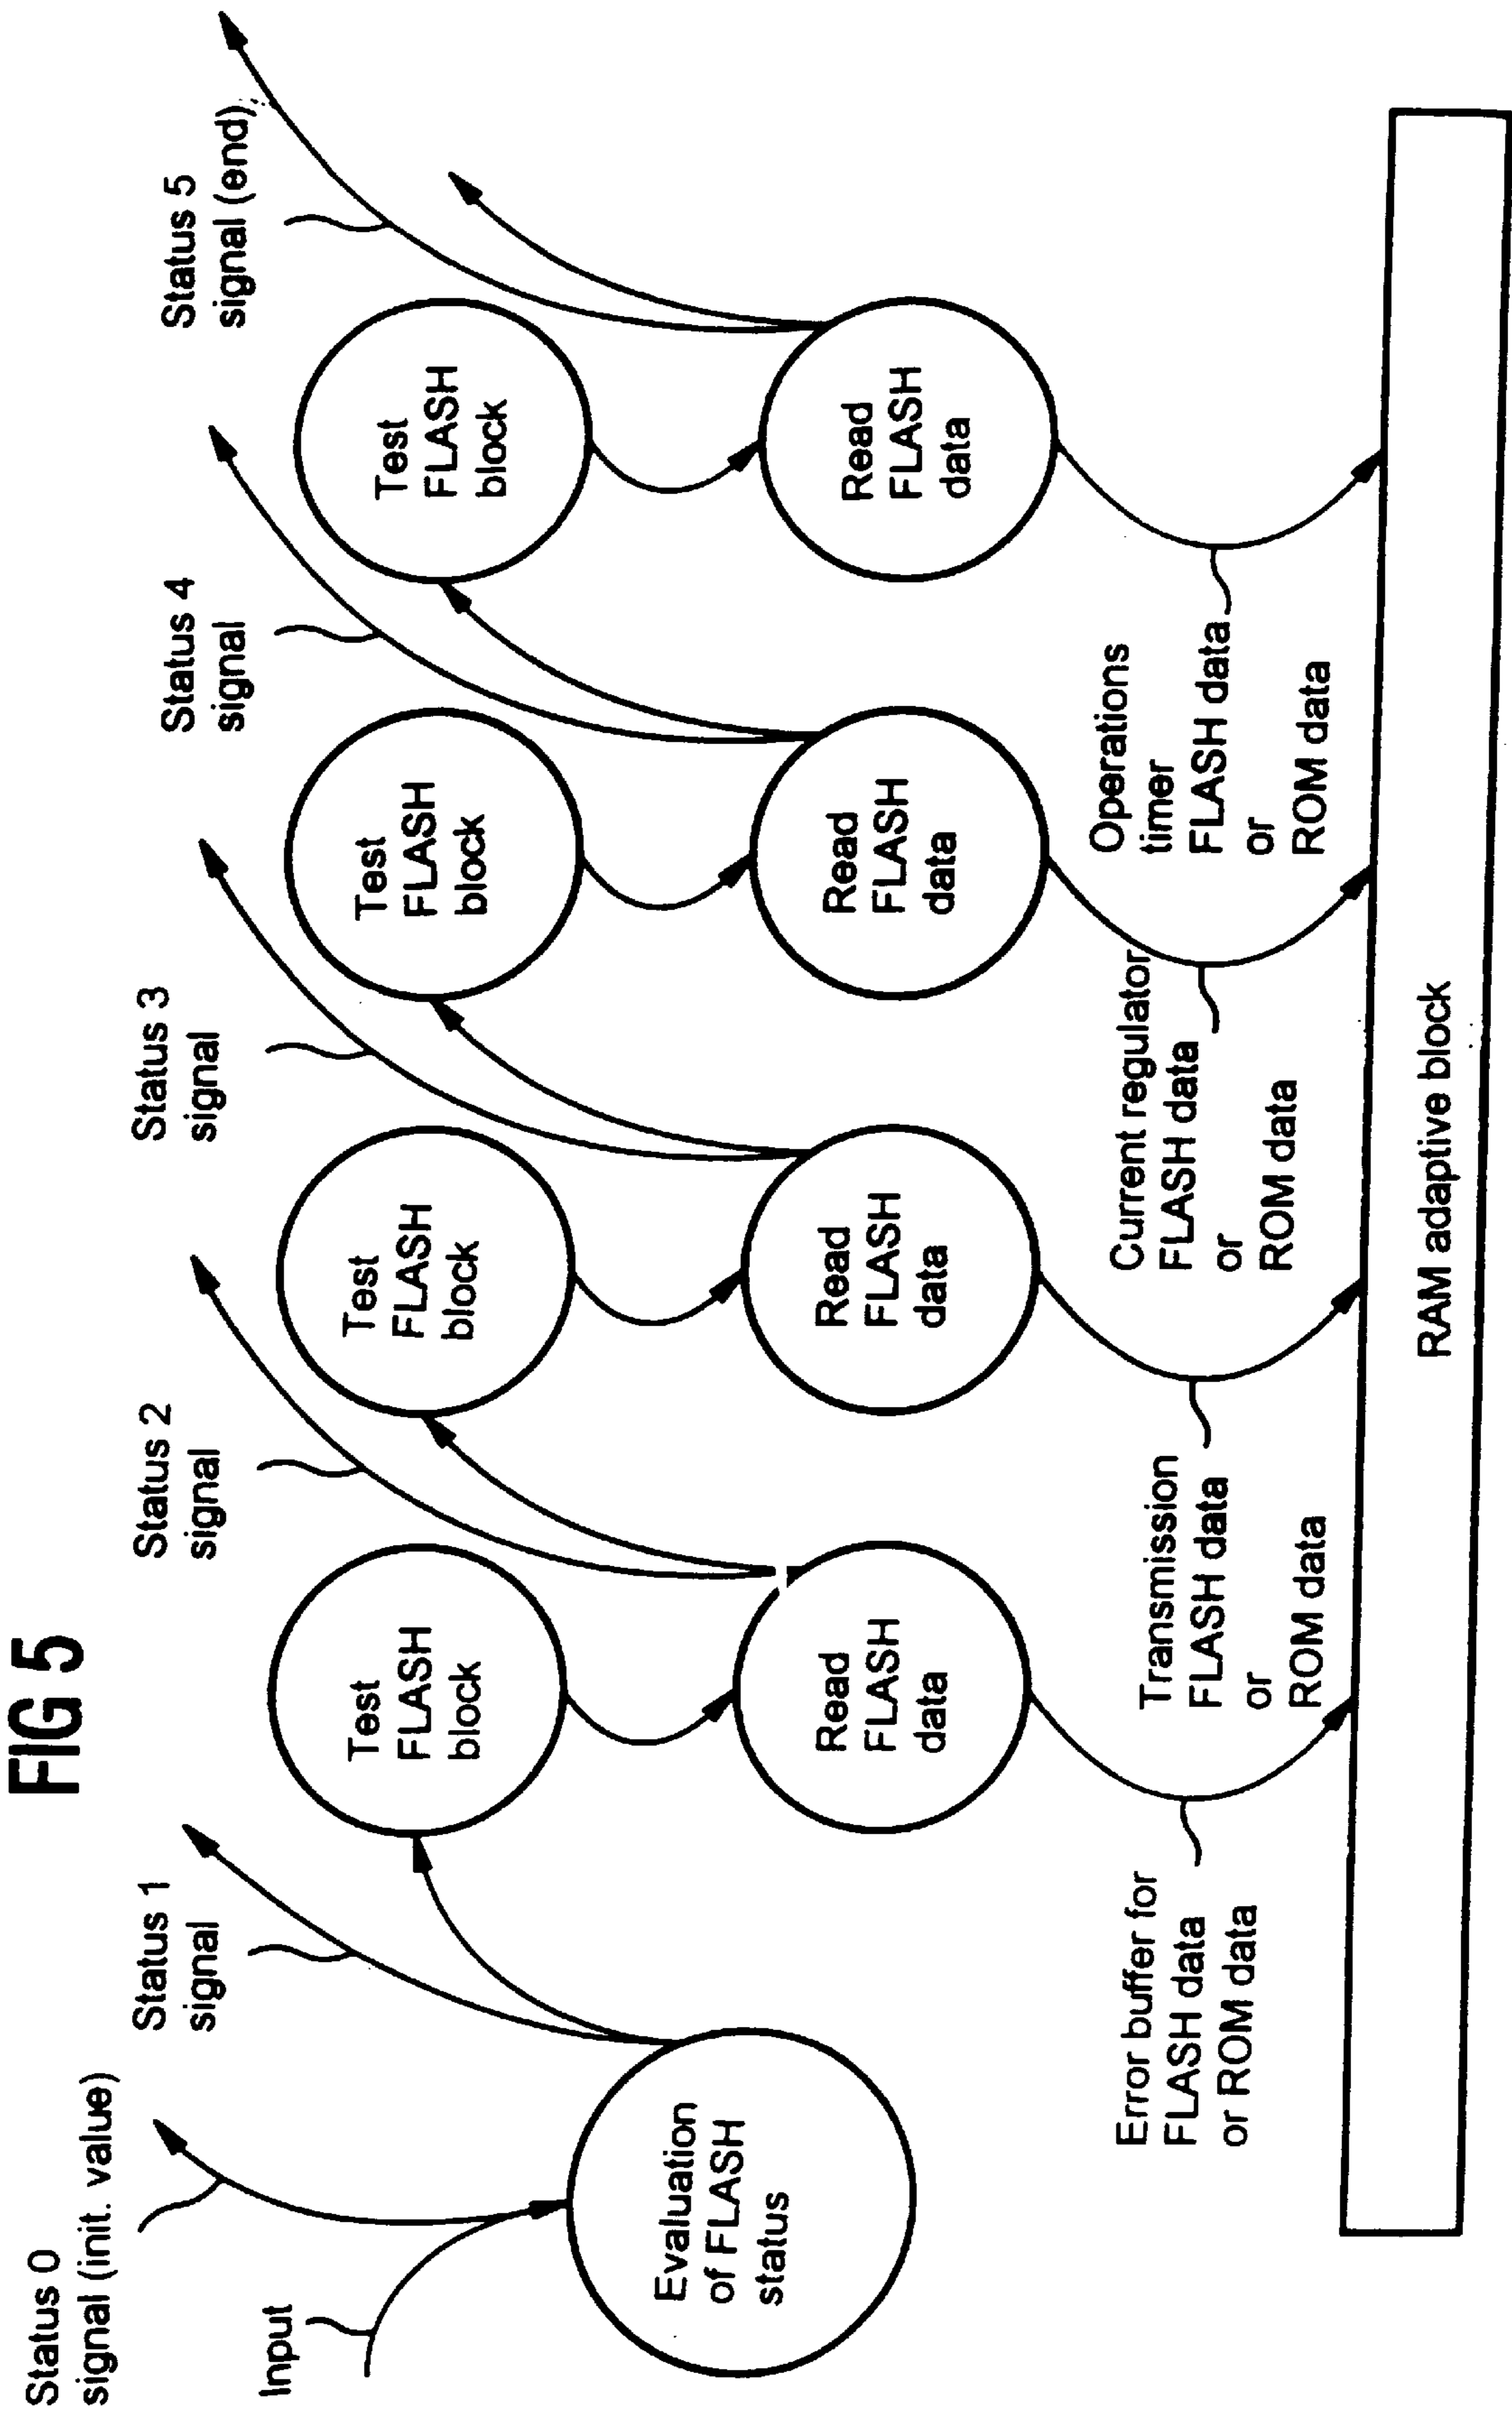 FIG 5
Status 0
signal (init. value)
Input
Status 1
signal
Status 2
signal
Status 3
signal
Status 4
signal
Status 5
signal (end)
Evaluation
of FLASH
status
Test
FLASH
block
Read
FLASH
data
Test
FLASH
block
Read
FLASH
data
Test
FLASH
block
Read
FLASH
data
Test
FLASH
block
Read
FLASH
data
Error buffer for
FLASH data
or ROM data
Transmission
FLASH data
or
ROM data
Current regulator
FLASH data
or
ROM data
Operations
timer
FLASH data
or
ROM data
RAM adaptive block